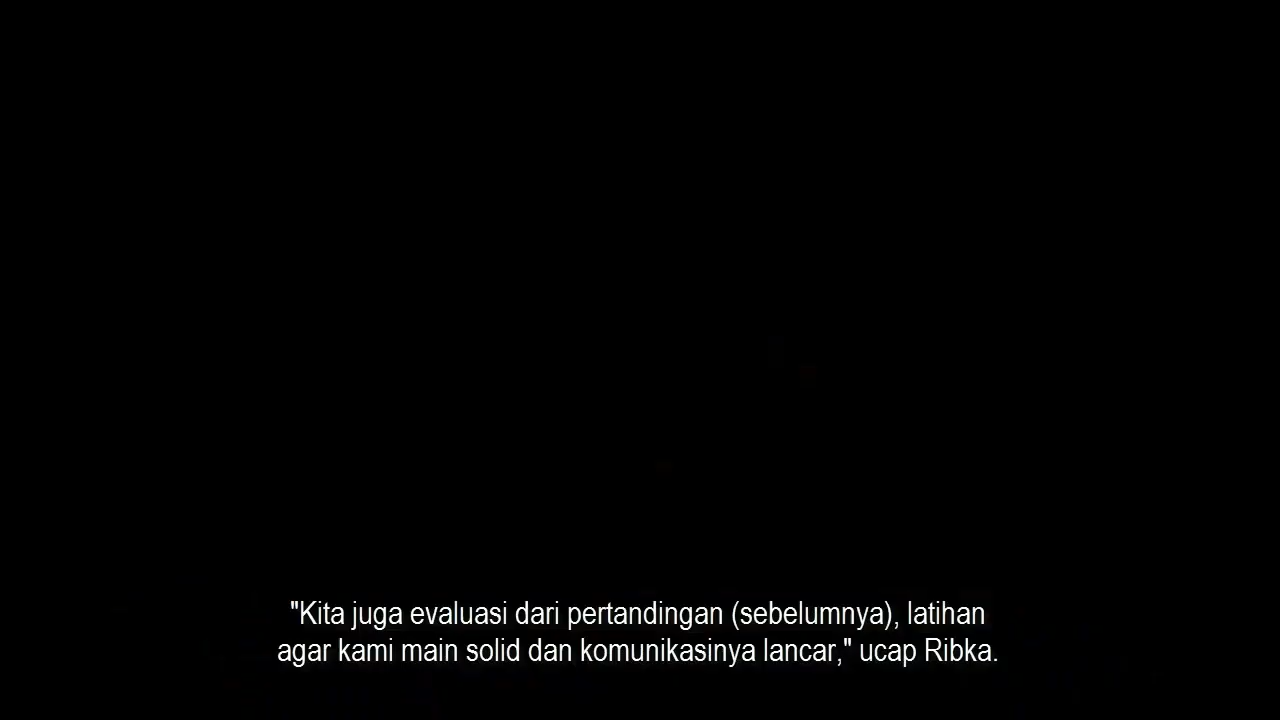 "Kita juga evaluasi dari pertandingan (sebelumnya), latihan
agar kami main solid dan komunikasinya lancar," ucap Ribka.